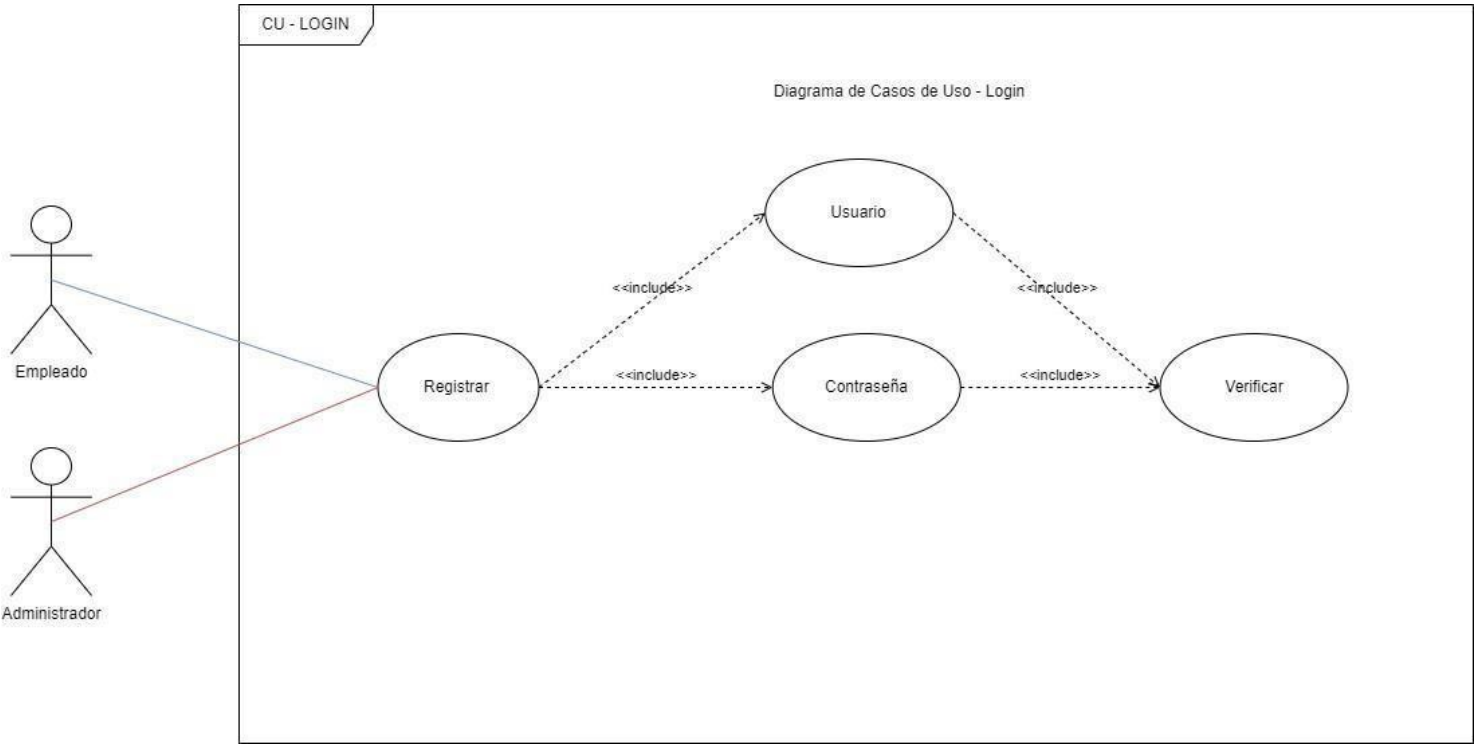 CU - LOGIN
Diagrama de Casos de Uso - Login
Usuario
<<include>>
<<include>>
Empleado
Registrar
<<include>>
Contraseña
<<include>>
Verificar
Administrador